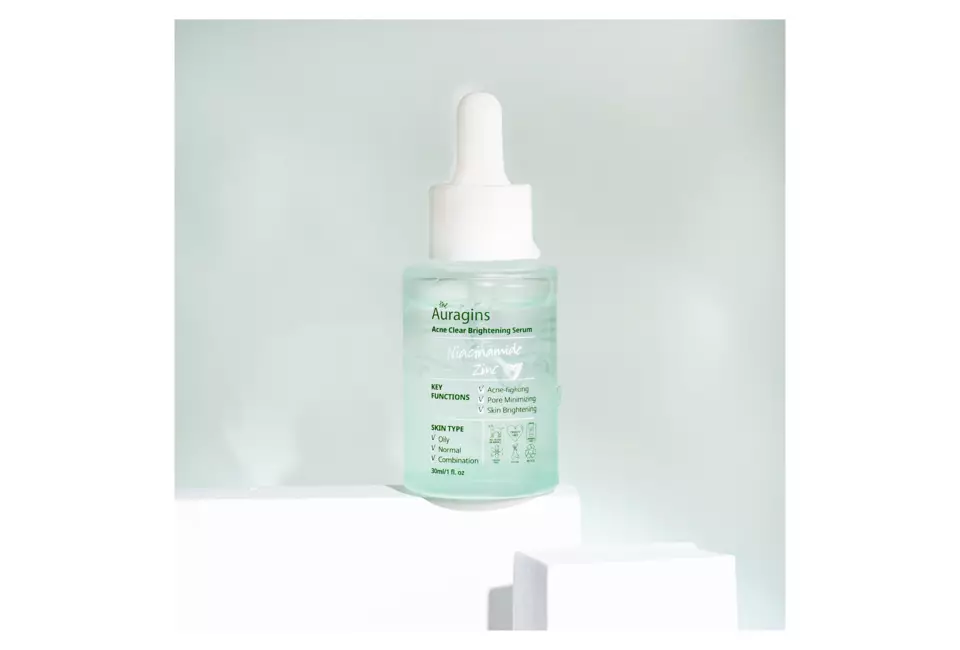 the
Auragins
Acne Clear Brightening Serum
Niacinamide
Zinc
KEY
FUNCTIONS
√ Acne-fighting
√ Pore Minimizing
√ Skin Brightening
SKIN TYPE
√ Oily
√ Normal
√ Combination
30ml/1 fl. oz